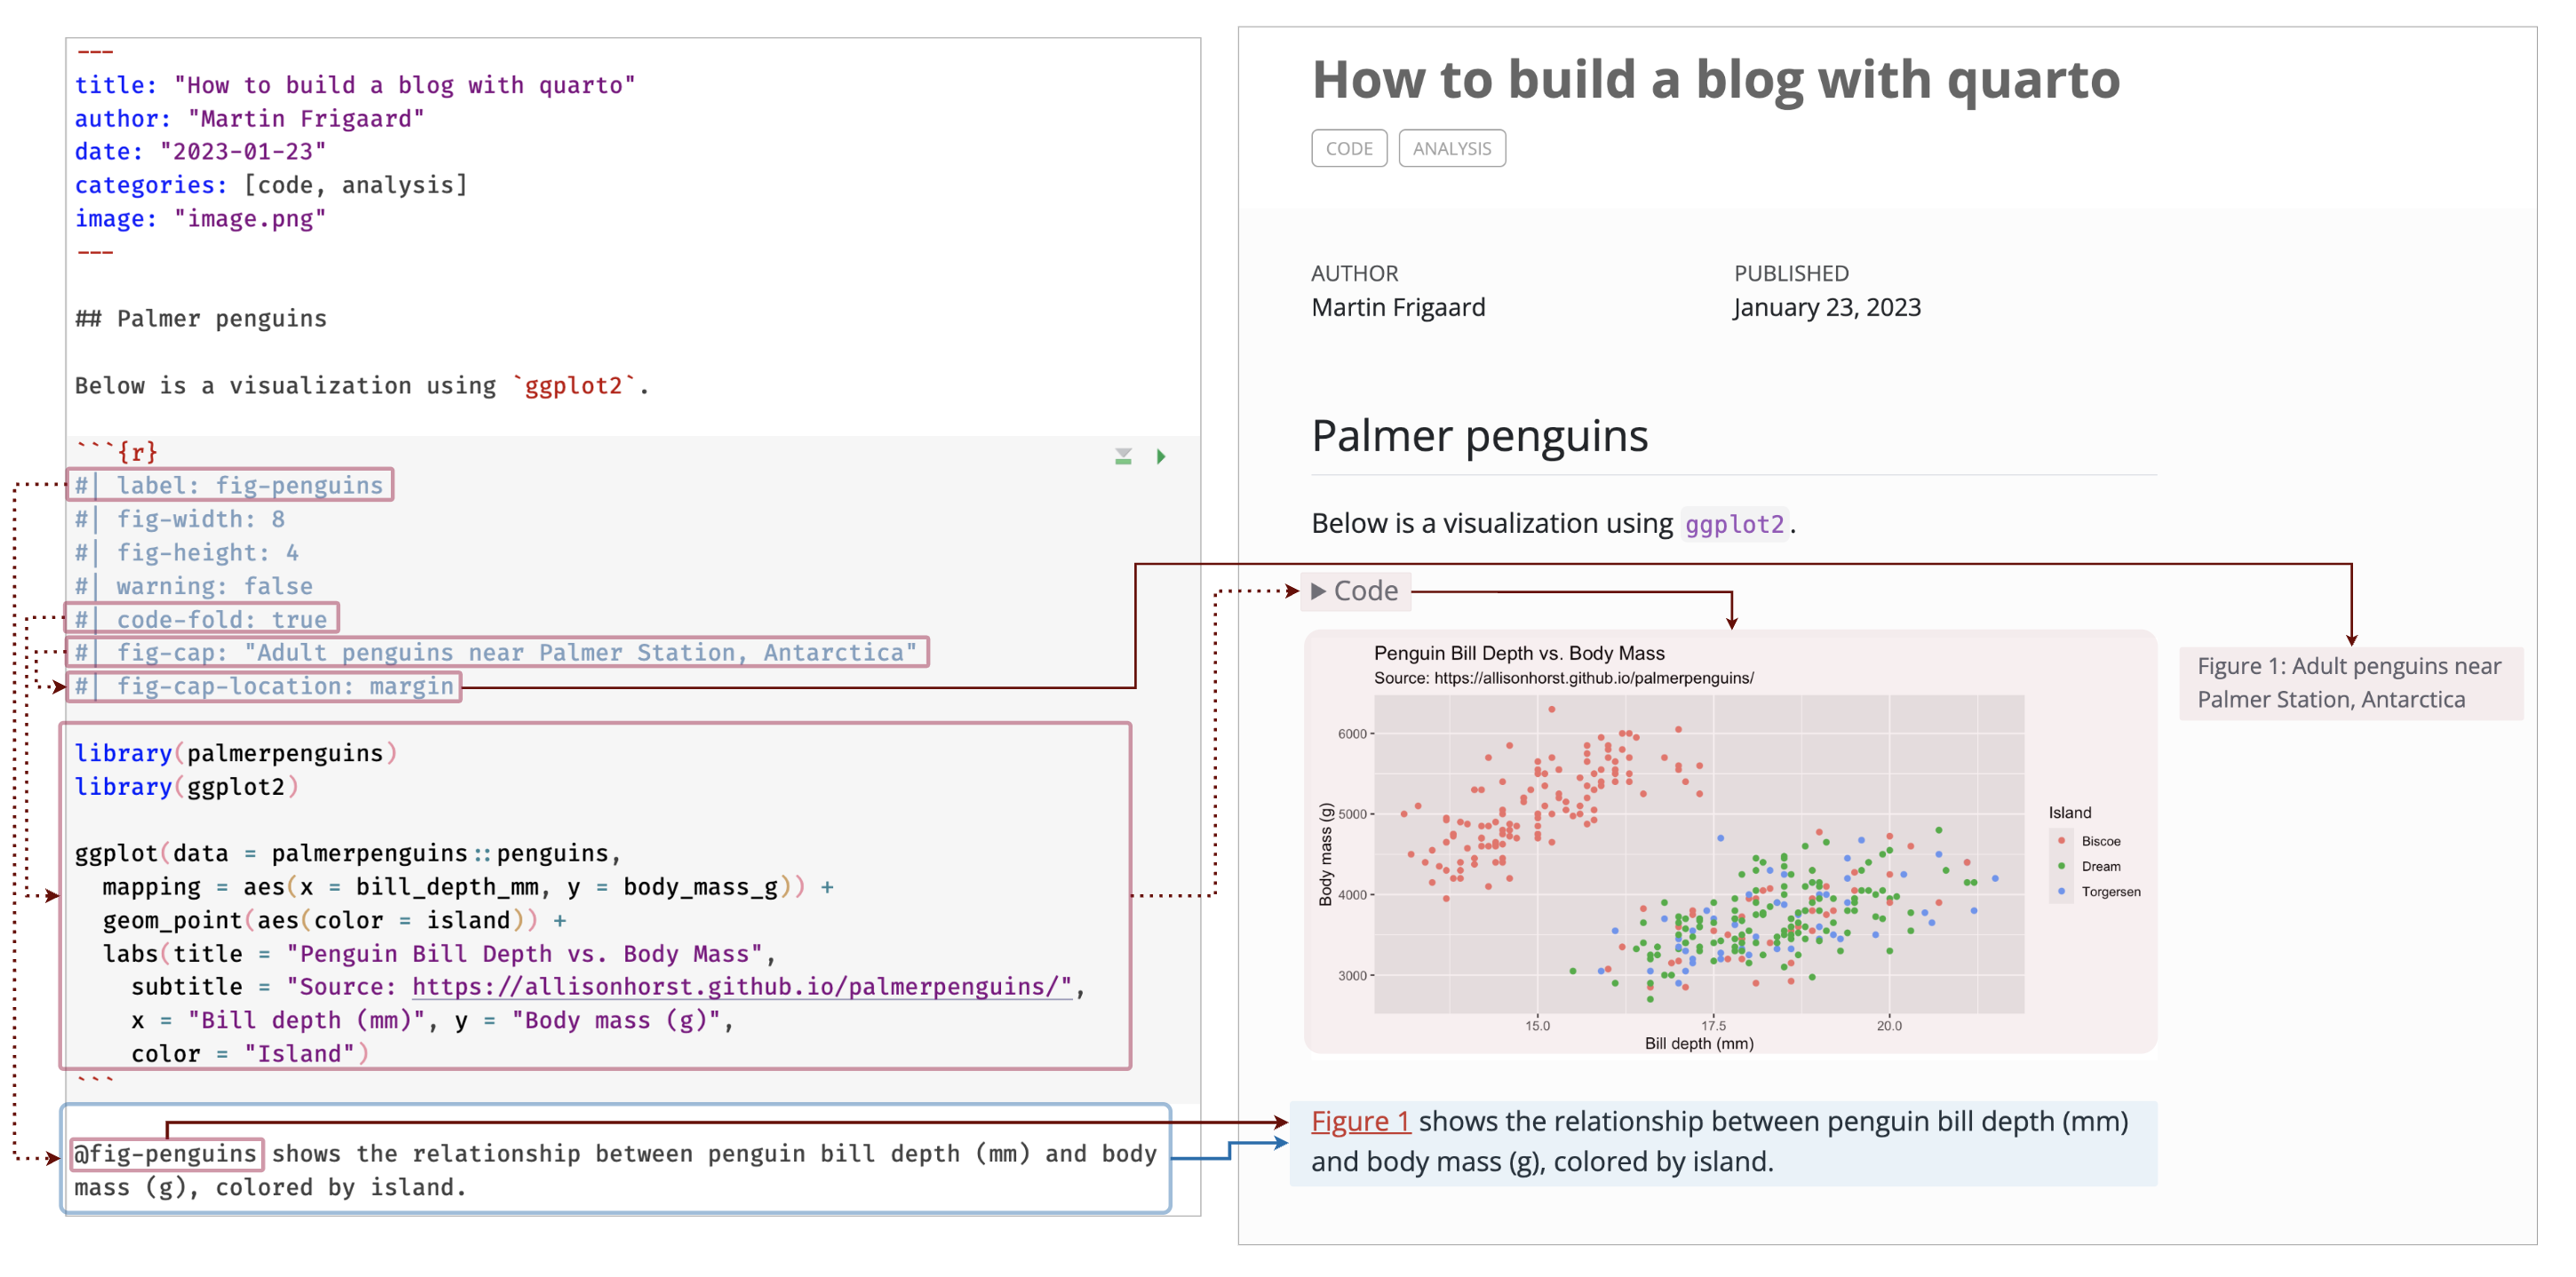 ---
title: "How to build a blog with quarto"
author: "Martin Frigaard"
date: "2023-01-23"
categories: [code, analysis]
image: "image.png"
---
## Palmer penguins
Below is a visualization using `ggplot2`.
```{r}
#| label: fig-penguins
#| fig-width: 8
#| fig-height: 4
#| warning: false
#| code-fold: true
#| fig-cap: "Adult penguins near Palmer Station, Antarctica"
#| fig-cap-location: margin
library(palmerpenguins)
library(ggplot2)
ggplot(data = palmerpenguins::penguins,
  mapping = aes(x = bill_depth_mm, y = body_mass_g)) +
  geom_point(aes(color = island)) +
  labs(title = "Penguin Bill Depth vs. Body Mass",
    subtitle = "Source: https://allisonhorst.github.io/palmerpenguins/",
    x = "Bill depth (mm)", y = "Body mass (g)",
    color = "Island")
```
@fig-penguins shows the relationship between penguin bill depth (mm) and body
mass (g), colored by island.
How to build a blog with quarto
CODE ANALYSIS
AUTHOR PUBLISHED
Martin Frigaard January 23, 2023
Palmer penguins
Below is a visualization using ggplot2.
▶ Code
Penguin Bill Depth vs. Body Mass
Source: https://allisonhorst.github.io/palmerpenguins/
6000
5000
4000
3000
Body mass (g)
15.0 17.5 20.0
Bill depth (mm)
Island
Biscoe
Dream
Torgersen
Figure 1: Adult penguins near
Palmer Station, Antarctica
Figure 1 shows the relationship between penguin bill depth (mm)
and body mass (g), colored by island.